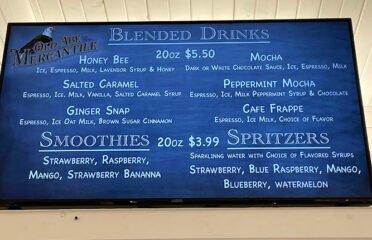 Old Abe
Mercantile
Blended Drinks
20oz $5.50
Honey Bee
Ice, Espresso, Milk, Lavendor Syrup & Honey
Mocha
Dark or White Chocolate Sauce, Ice, Espresso, Milk
Salted Caramel
Espresso, Ice, Milk, Vanilla, Salted Caramel Syrup
Peppermint Mocha
Espresso, Ice, Milk Peppermint Syrup & Chocolate
Ginger Snap
Espresso, Ice Oat Milk, Brown Sugar Cinnamon
Cafe Frappe
Espresso, Ice Milk, Choice of Flavor
Smoothies 20oz $3.99 Spritzers
Strawberry, Raspberry,
Mango, Strawberry Bananna
Sparklinng water with Choice of Flavored Syrups
Strawberry, Blue Raspberry, Mango,
Blueberry, watermelon